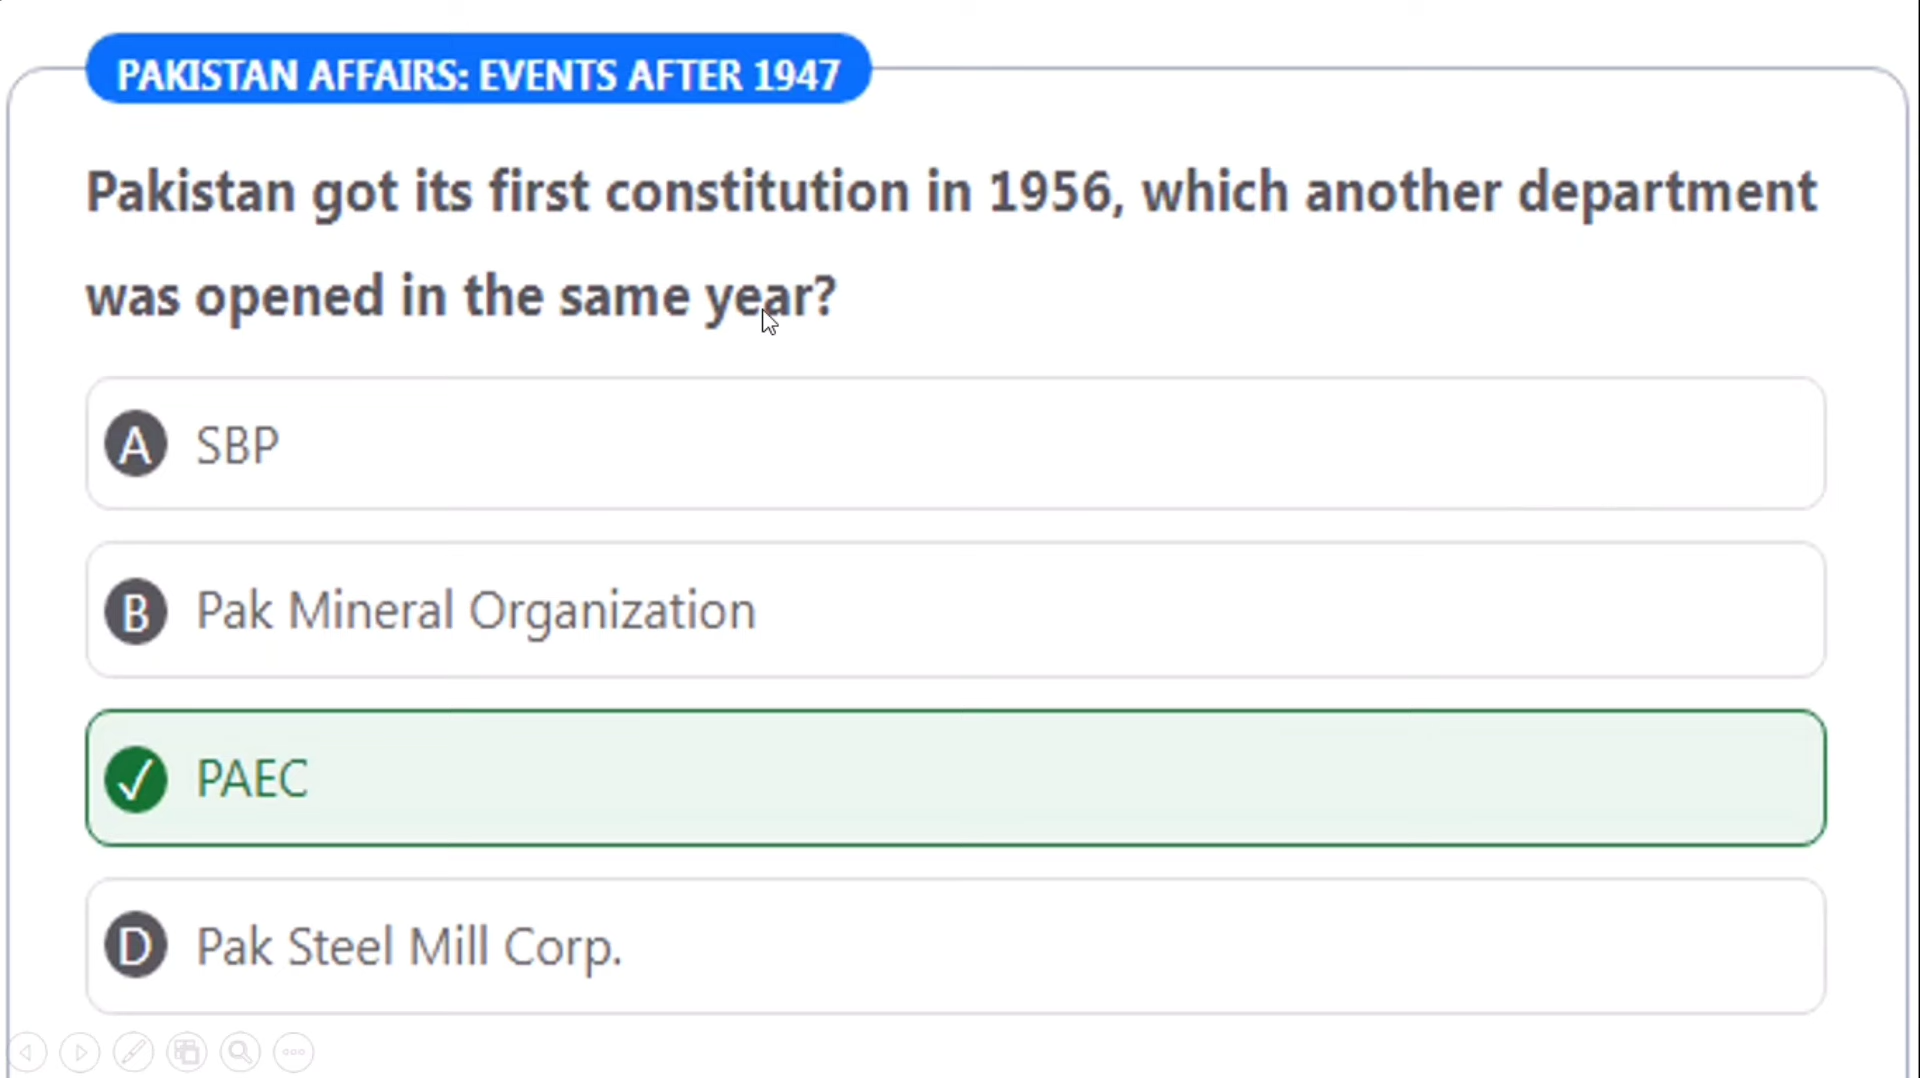 PAKISTAN AFFAIRS: EVENTS AFTER 1947
Pakistan got its first constitution in 1956, which another department
was opened in the same year?
A SBP
B Pak Mineral Organization
✓ PAEC
D Pak Steel Mill Corp.